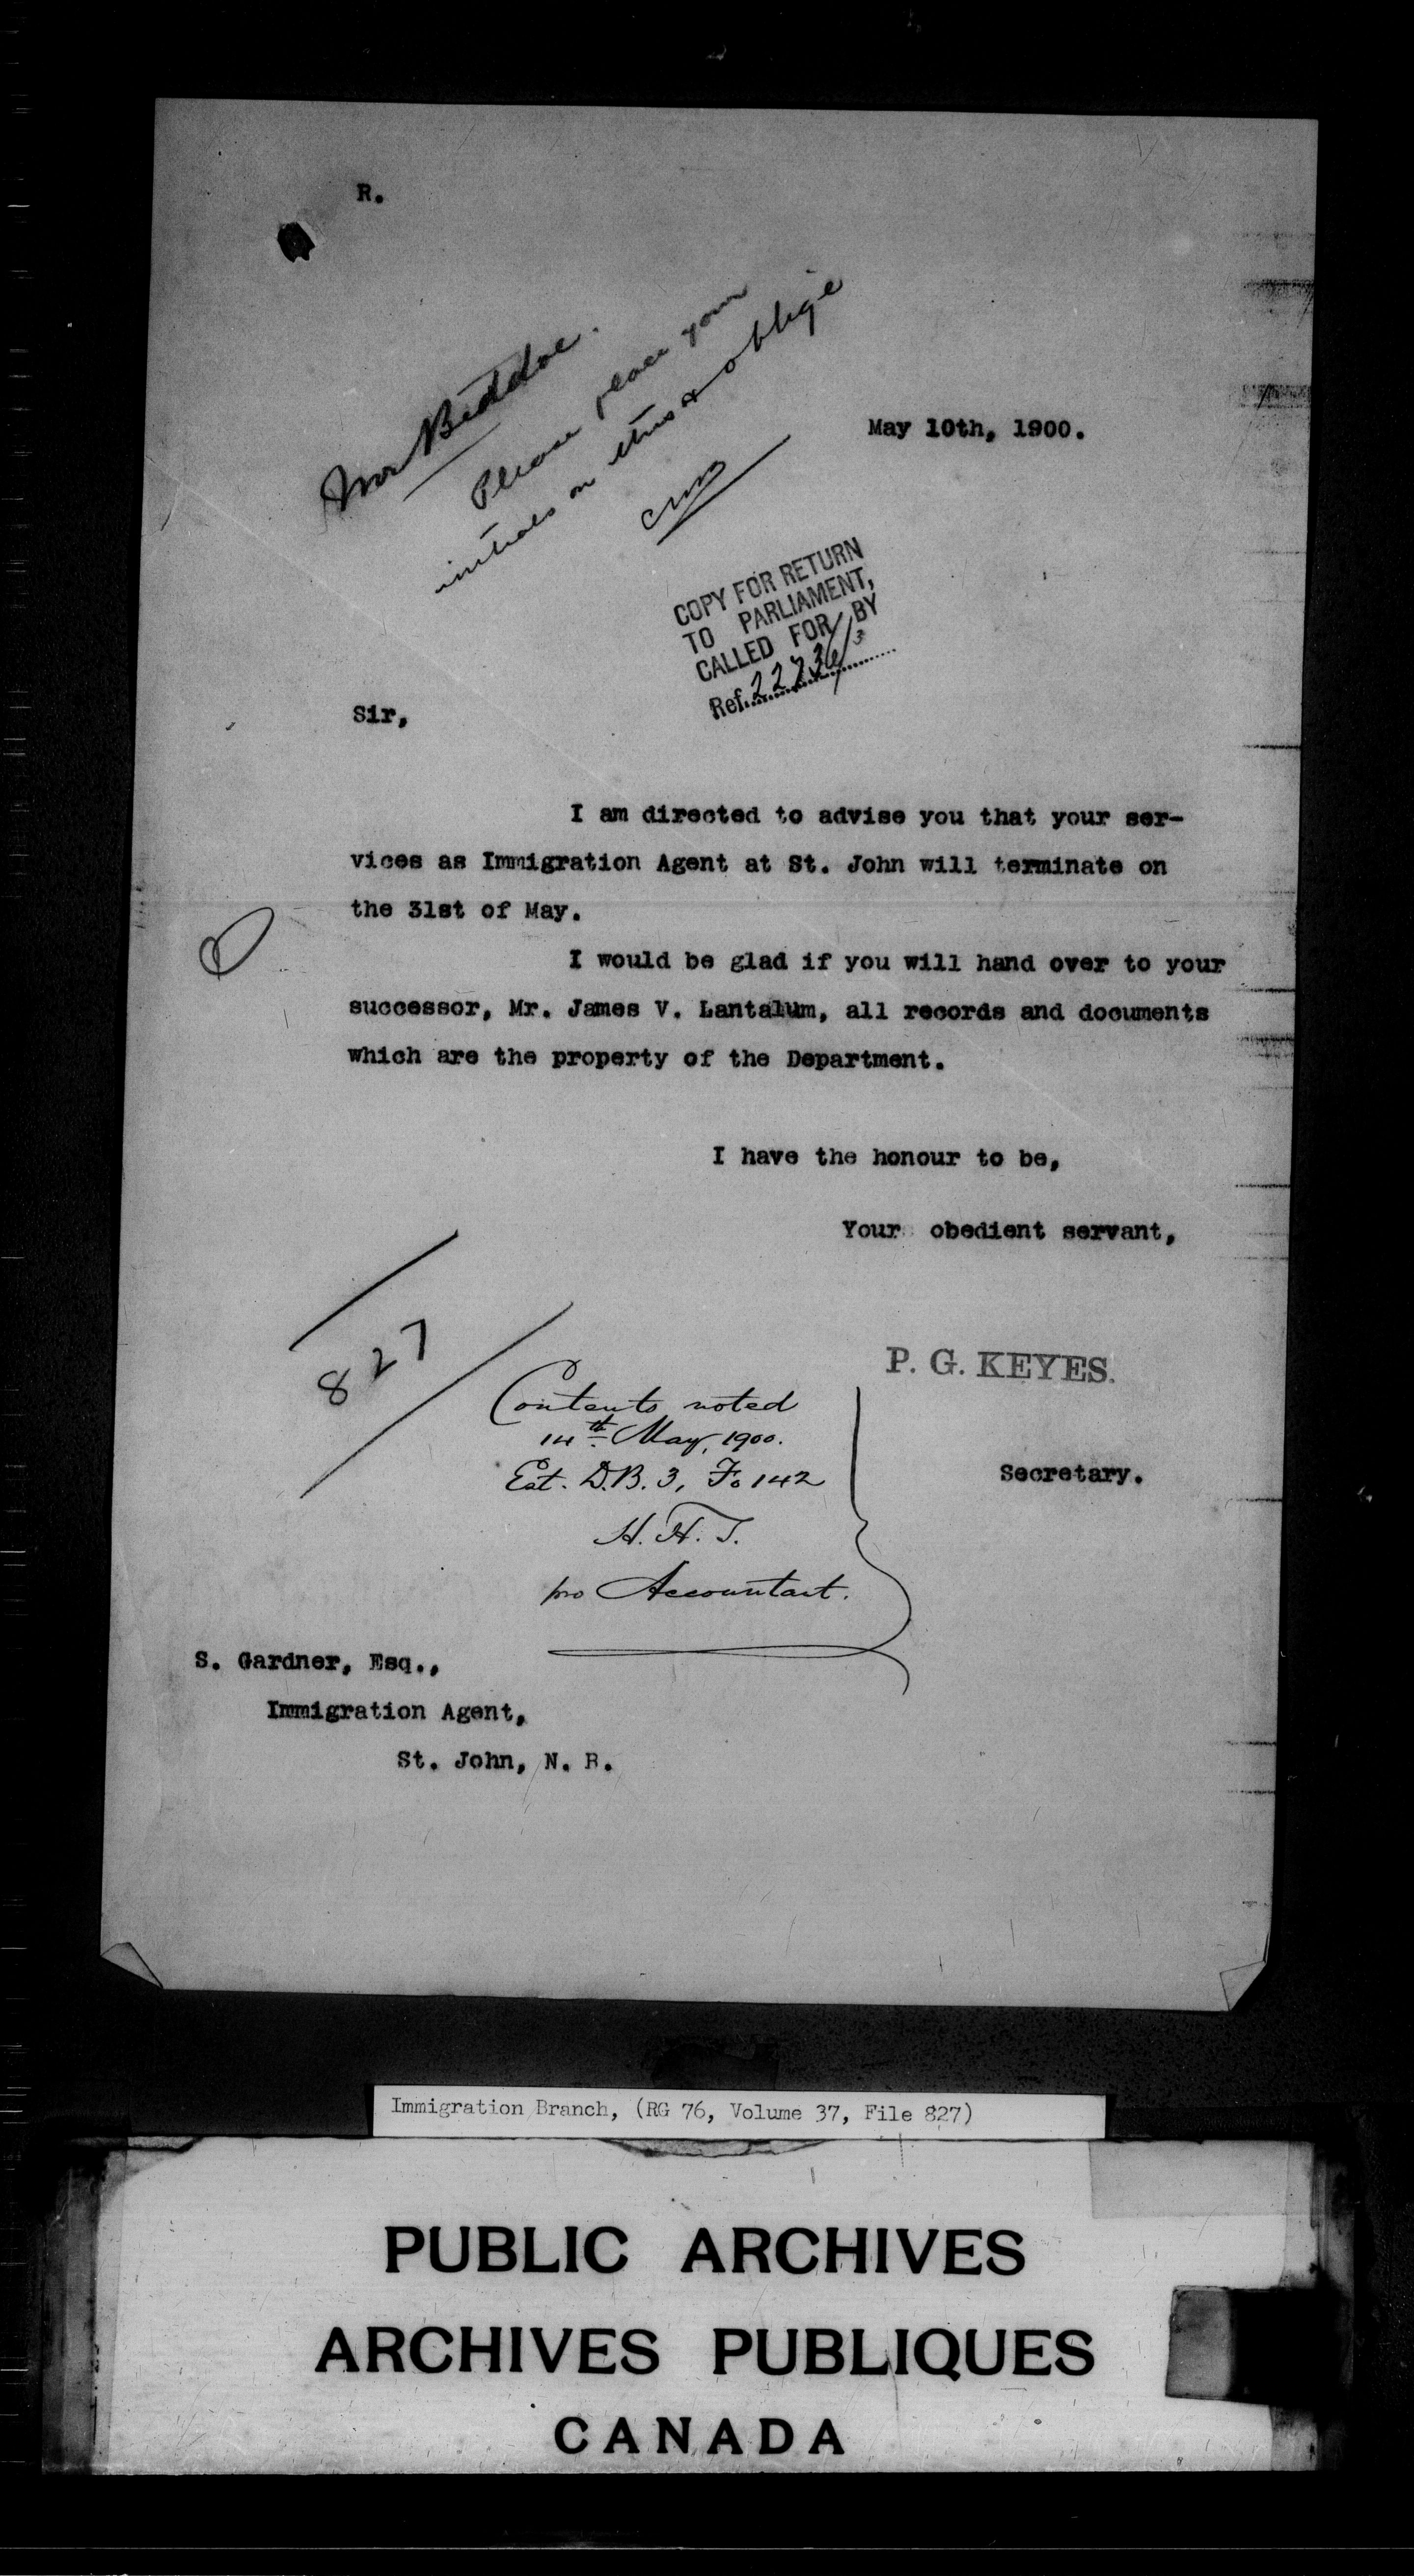 R.
Mr Beddoe.
Please place your
initials on this & oblige
May 10th, 1900.
COPY FOR RETURN
TO PARLIAMENT,
CALLED FOR BY
Ref.
Sir,
I am directed to advise you that your ser-
vices as Immigration Agent at St. John will terminate on
the 31st of May.
I would be glad if you will hand over to your
successor, Mr. James V. Lantalum, all records and documents
which are the property of the Department.
I have the honour to be,
Your obedient servant,
827
P. G. KEYES.
Contents noted
14th May, 1900.
Est. D.B. 3, Fo 142
H. H. T.
pro Accountant.
Secretary.
S. Gardner, Esq.,
Immigration Agent,
St. John, N. B.
Immigration Branch, (RG 76, Volume 37, File 827)
PUBLIC ARCHIVES
ARCHIVES PUBLIQUES
CANADA